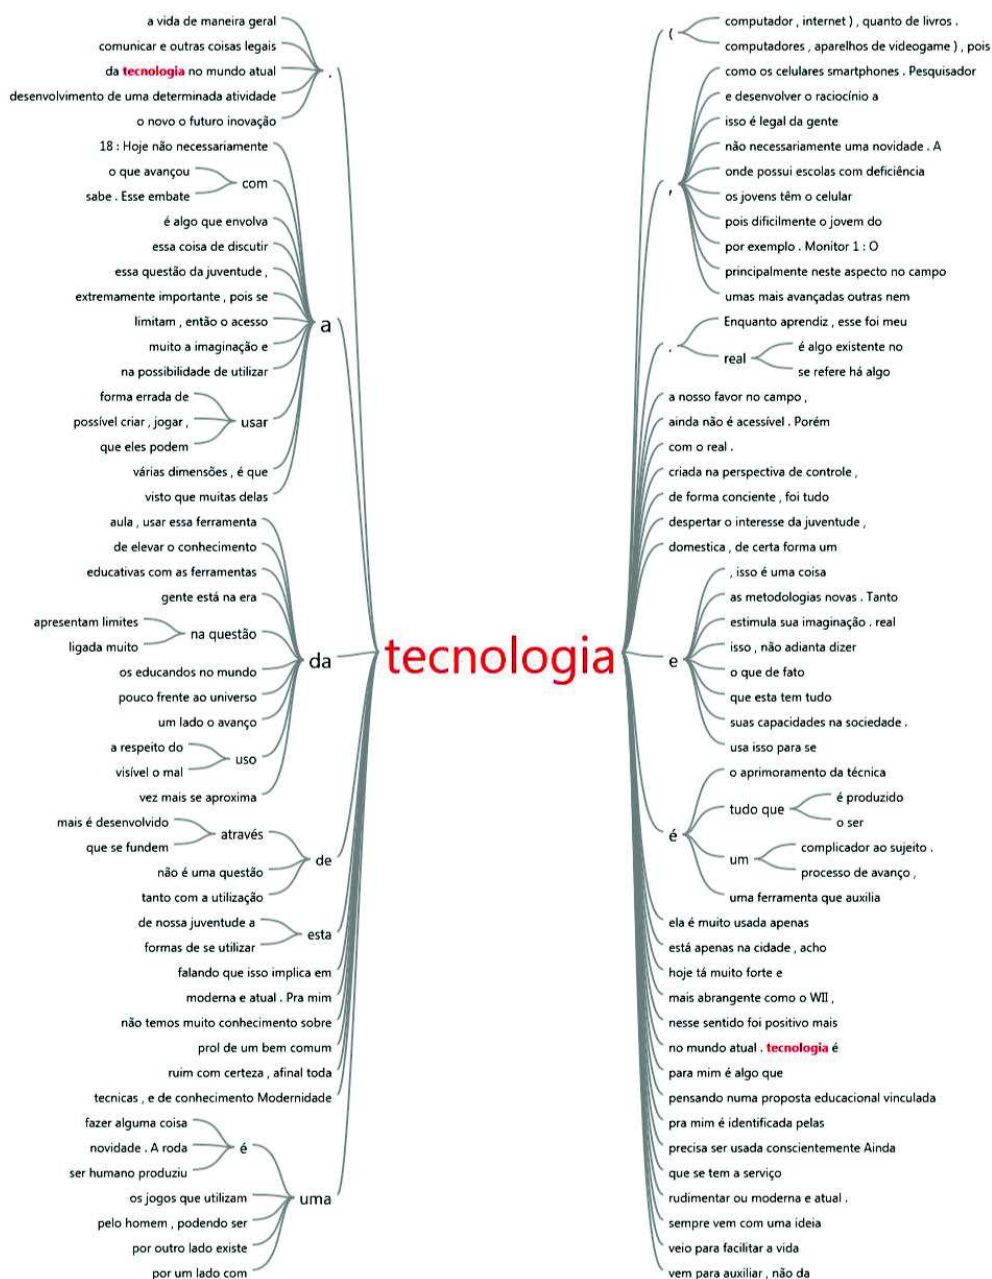 a vida de maneira geral
comunicar e outras coisas legais
da tecnologia no mundo atual
desenvolvimento de uma determinada atividade
o novo o futuro inovação
.
18 : Hoje não necessariamente
o que avançou
sabe . Esse embate
com
é algo que envolva
essa coisa de discutir
essa questão da juventude ,
extremamente importante , pois se
limitam , então o acesso
muito a imaginação e
na possibilidade de utilizar
forma errada de
possível criar , jogar ,
que eles podem
usar
várias dimensões , é que
visto que muitas delas
a
aula , usar essa ferramenta
de elevar o conhecimento
educativas com as ferramentas
gente está na era
apresentam limites
ligada muito
na questão
os educandos no mundo
pouco frente ao universo
um lado o avanço
a respeito do
visível o mal
uso
vez mais se aproxima
da
mais é desenvolvido
que se fundem
através
não é uma questão
tanto com a utilização
de
de nossa juventude a
formas de se utilizar
esta
falando que isso implica em
moderna e atual . Pra mim
não temos muito conhecimento sobre
prol de um bem comum
ruim com certeza , afinal toda
tecnicas , e de conhecimento Modernidade
fazer alguma coisa
novidade . A roda
ser humano produziu
é
os jogos que utilizam
pelo homem , podendo ser
por outro lado existe
por um lado com
uma
tecnologia
(
computador , internet ) , quanto de livros .
computadores , aparelhos de videogame ) , pois
,
como os celulares smartphones . Pesquisador
e desenvolver o raciocínio a
isso é legal da gente
não necessariamente uma novidade . A
onde possui escolas com deficiência
os jovens têm o celular
pois dificilmente o jovem do
por exemplo . Monitor 1 : O
principalmente neste aspecto no campo
umas mais avançadas outras nem
.
Enquanto aprendiz , esse foi meu
real
é algo existente no
se refere há algo
a nosso favor no campo ,
ainda não é acessível . Porém
com o real .
criada na perspectiva de controle ,
de forma conciente , foi tudo
despertar o interesse da juventude ,
domestica , de certa forma um
e
, isso é uma coisa
as metodologias novas . Tanto
estimula sua imaginação . real
isso , não adianta dizer
o que de fato
que esta tem tudo
suas capacidades na sociedade .
usa isso para se
é
o aprimoramento da técnica
tudo que
é produzido
o ser
um
complicador ao sujeito .
processo de avanço ,
uma ferramenta que auxilia
ela é muito usada apenas
está apenas na cidade , acho
hoje tá muito forte e
mais abrangente como o WII ,
nesse sentido foi positivo mais
no mundo atual . tecnologia é
para mim é algo que
pensando numa proposta educacional vinculada
pra mim é identificada pelas
precisa ser usada conscientemente Ainda
que se tem a serviço
rudimentar ou moderna e atual .
sempre vem com uma ideia
veio para facilitar a vida
vem para auxiliar , não da